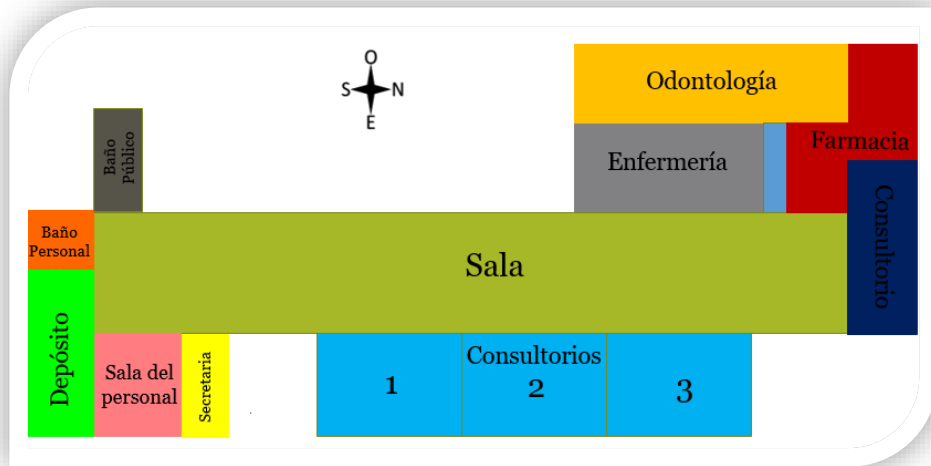 O
S N
E
Odontología
Baño
Público
Enfermería
Farmacia
Baño
Personal
Sala
Consultorio
Depósito
Sala del
personal
Secretaria
Consultorios
1
2
3